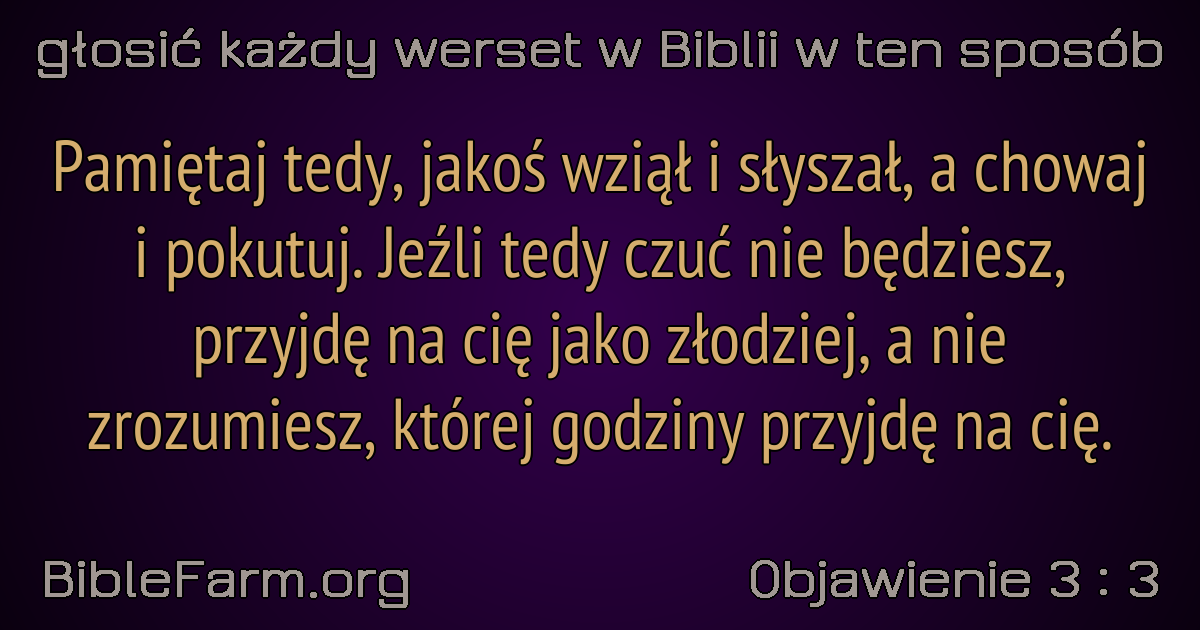 głosić każdy werset w Biblii w ten sposób
Pamiętaj tedy, jakoś wziął i słyszał, a chowaj
i pokutuj. Jeźli tedy czuć nie będziesz,
przyjdę na cię jako złodziej, a nie
zrozumiesz, której godziny przyjdę na cię.
BibleFarm.org
Objawienie 3 : 3